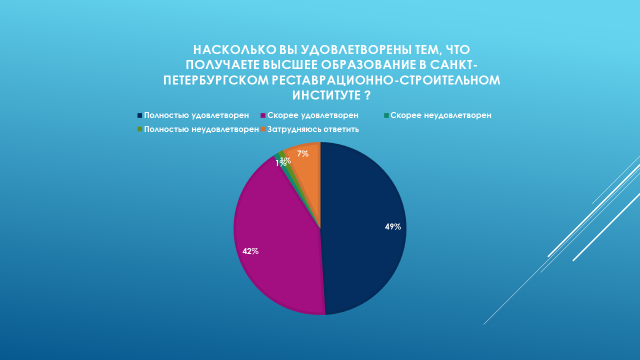 НАСКОЛЬКО ВЫ УДОВЛЕТВОРЕНЫ ТЕМ, ЧТО
ПОЛУЧАЕТЕ ВЫСШЕЕ ОБРАЗОВАНИЕ В САНКТ-
ПЕТЕРБУРГСКОМ РЕСТАВРАЦИОННО-СТРОИТЕЛЬНОМ
ИНСТИТУТЕ ?
Полностью удовлетворен Скорее удовлетворен Скорее неудовлетворен
Полностью неудовлетворен Затрудняюсь ответить
7%
1%
49%
42%